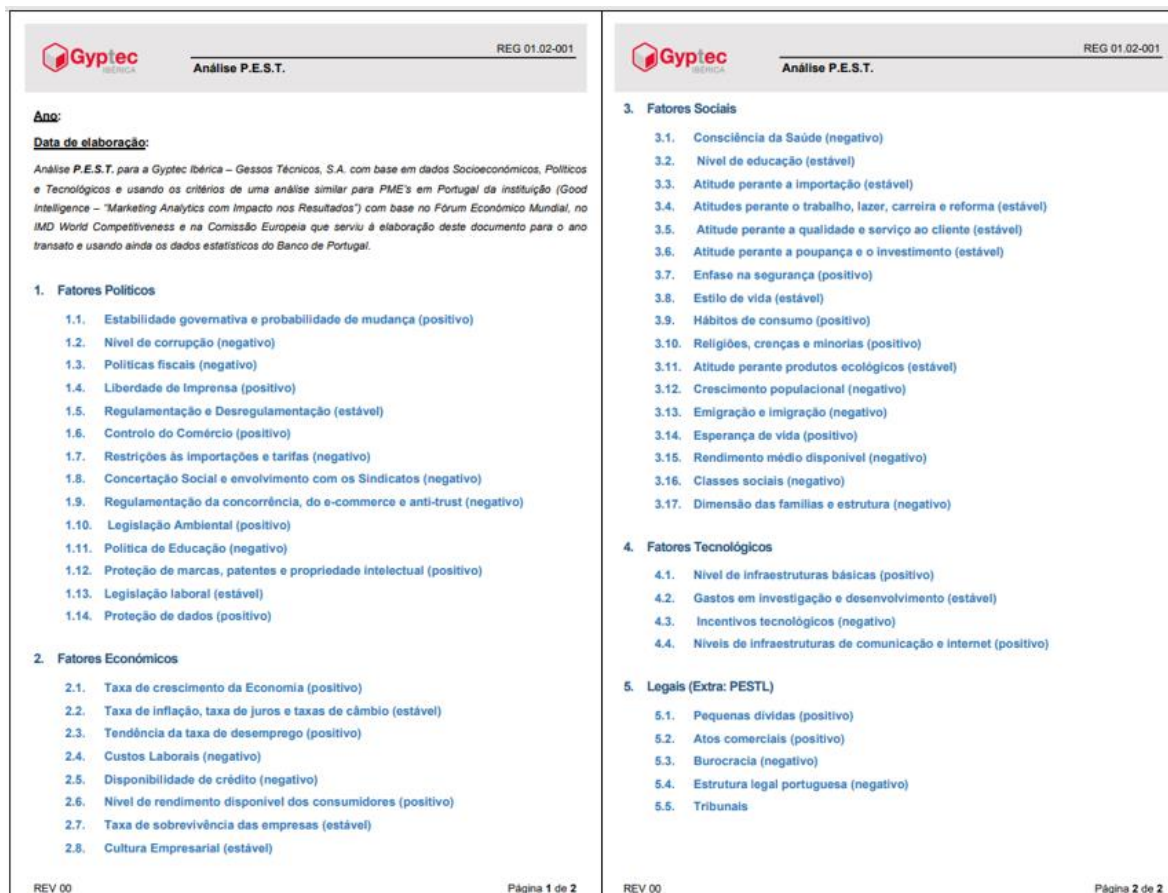 Gyptec
IBÉRICA
REG 01.02-001
Análise P.E.S.T.
Ano:
Data de elaboração:
Análise P.E.S.T. para a Gyptec Ibérica – Gessos Técnicos, S.A. com base em dados Socioeconómicos, Políticos
e Tecnológicos e usando os critérios de uma análise similar para PME's em Portugal da instituição (Good
Intelligence – "Marketing Analytics com Impacto nos Resultados") com base no Fórum Económico Mundial, no
IMD World Competitiveness e na Comissão Europeia que serviu á elaboração deste documento para o ano
transato e usando ainda os dados estatísticos do Banco de Portugal.
1. Fatores Políticos
1.1. Estabilidade governativa e probabilidade de mudança (positivo)
1.2. Nível de corrupção (negativo)
1.3. Politicas fiscais (negativo)
1.4. Liberdade de Imprensa (positivo)
1.5. Regulamentação e Desregulamentação (estável)
1.6. Controlo do Comércio (positivo)
1.7. Restrições às importações e tarifas (negativo)
1.8. Concertação Social e envolvimento com os Sindicatos (negativo)
1.9. Regulamentação da concorrência, do e-commerce e anti-trust (negativo)
1.10. Legislação Ambiental (positivo)
1.11. Política de Educação (negativo)
1.12. Proteção de marcas, patentes e propriedade intelectual (positivo)
1.13. Legislação laboral (estável)
1.14. Proteção de dados (positivo)
2. Fatores Económicos
2.1. Taxa de crescimento da Economia (positivo)
2.2. Taxa de inflação, taxa de juros e taxas de câmbio (estável)
2.3. Tendência da taxa de desemprego (positivo)
2.4. Custos Laborais (negativo)
2.5. Disponibilidade de crédito (negativo)
2.6. Nível de rendimento disponível dos consumidores (positivo)
2.7. Taxa de sobrevivência das empresas (estável)
2.8. Cultura Empresarial (estável)
REV 00
Página 1 de 2
Gyptec
IBÉRICA
REG 01.02-001
Análise P.E.S.T.
3. Fatores Sociais
3.1. Consciência da Saúde (negativo)
3.2. Nível de educação (estável)
3.3. Atitude perante a importação (estável)
3.4. Atitudes perante o trabalho, lazer, carreira e reforma (estável)
3.5. Atitude perante a qualidade e serviço ao cliente (estável)
3.6. Atitude perante a poupança e o investimento (estável)
3.7. Enfase na segurança (positivo)
3.8. Estilo de vida (estável)
3.9. Hábitos de consumo (positivo)
3.10. Religiões, crenças e minorias (positivo)
3.11. Atitude perante produtos ecológicos (estável)
3.12. Crescimento populacional (negativo)
3.13. Emigração e imigração (negativo)
3.14. Esperança de vida (positivo)
3.15. Rendimento médio disponível (negativo)
3.16. Classes sociais (negativo)
3.17. Dimensão das famílias e estrutura (negativo)
4. Fatores Tecnológicos
4.1. Nível de infraestruturas básicas (positivo)
4.2. Gastos em investigação e desenvolvimento (estável)
4.3. Incentivos tecnológicos (negativo)
4.4. Níveis de infraestruturas de comunicação e internet (positivo)
5. Legais (Extra: PESTL)
5.1. Pequenas dívidas (positivo)
5.2. Atos comerciais (positivo)
5.3. Burocracia (negativo)
5.4. Estrutura legal portuguesa (negativo)
5.5. Tribunais
REV 00
Página 2 de 2